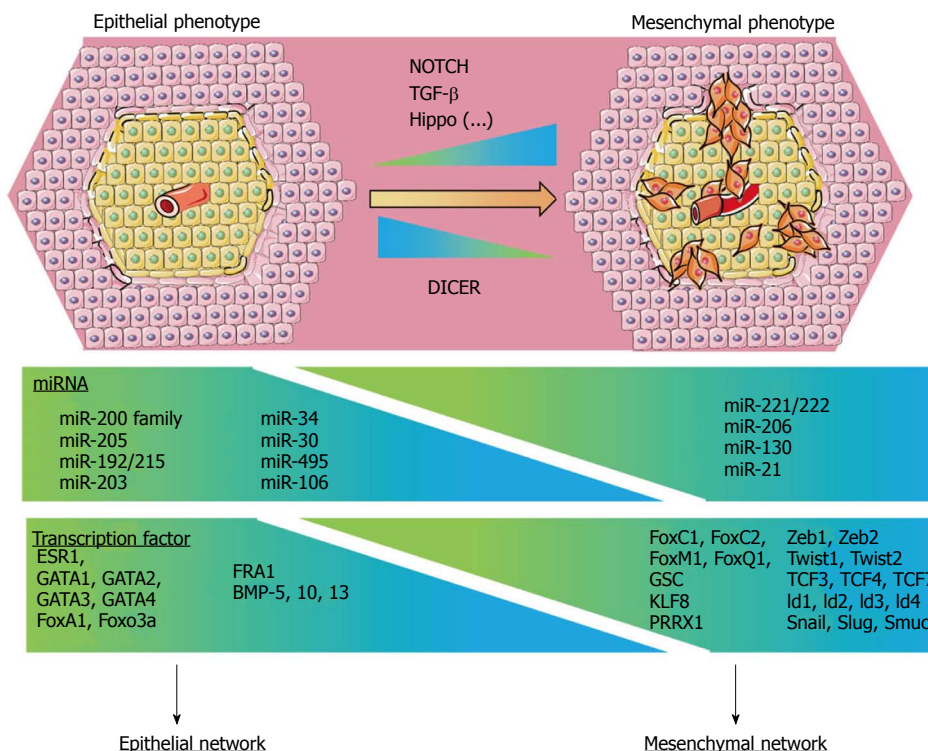 Epithelial phenotype
Mesenchymal phenotype
NOTCH
TGF-β
Hippo (...)
DICER
miRNA
miR-200 family
miR-205
miR-192/215
miR-203
miR-34
miR-30
miR-495
miR-106
miR-221/222
miR-206
miR-130
miR-21
Transcription factor
ESR1,
GATA1, GATA2,
GATA3, GATA4
FoxA1, Foxo3a
FRA1
BMP-5, 10, 13
FoxC1, FoxC2,
FoxM1, FoxQ1,
GSC
KLF8
PRRX1
Zeb1, Zeb2
Twist1, Twist2
TCF3, TCF4, TCF7
Id1, Id2, Id3, Id4
Snail, Slug, Smuc
Epithelial network
Mesenchymal network